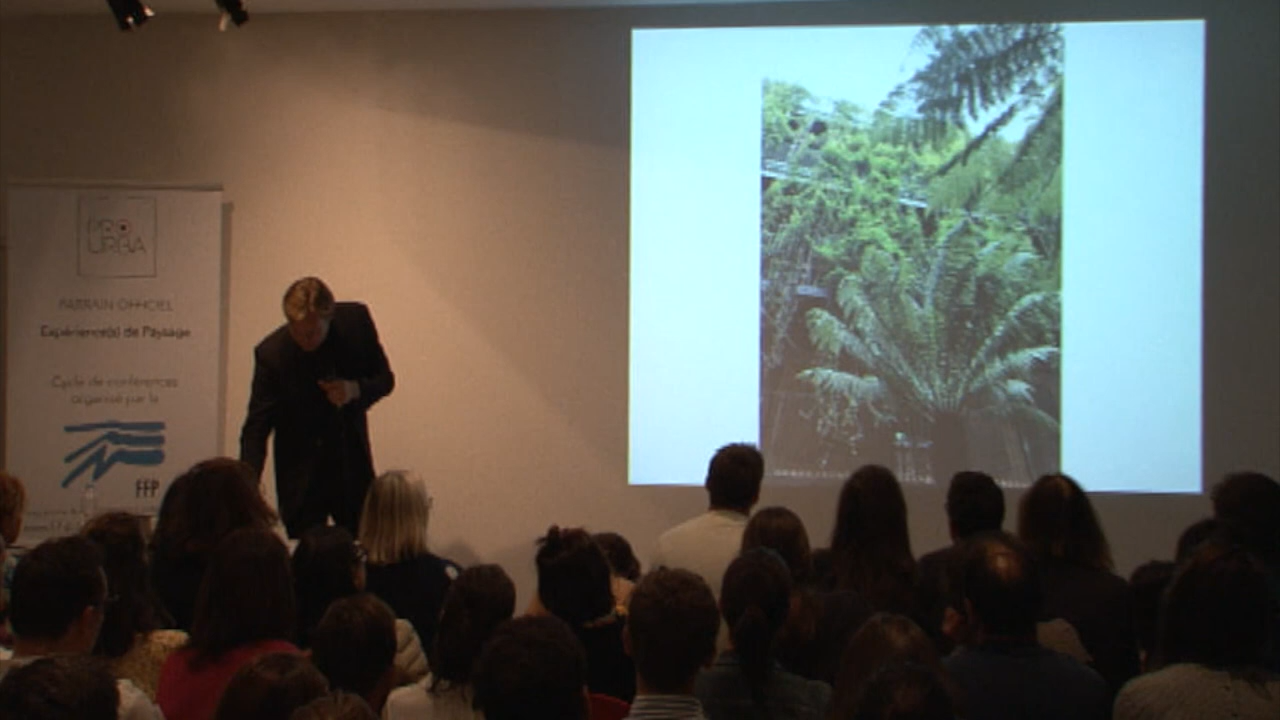 PRO
URBA
PARRAIN OFFICIEL
Expérience(s) de Paysage
Cycle de conférences
organisé par la
FFP